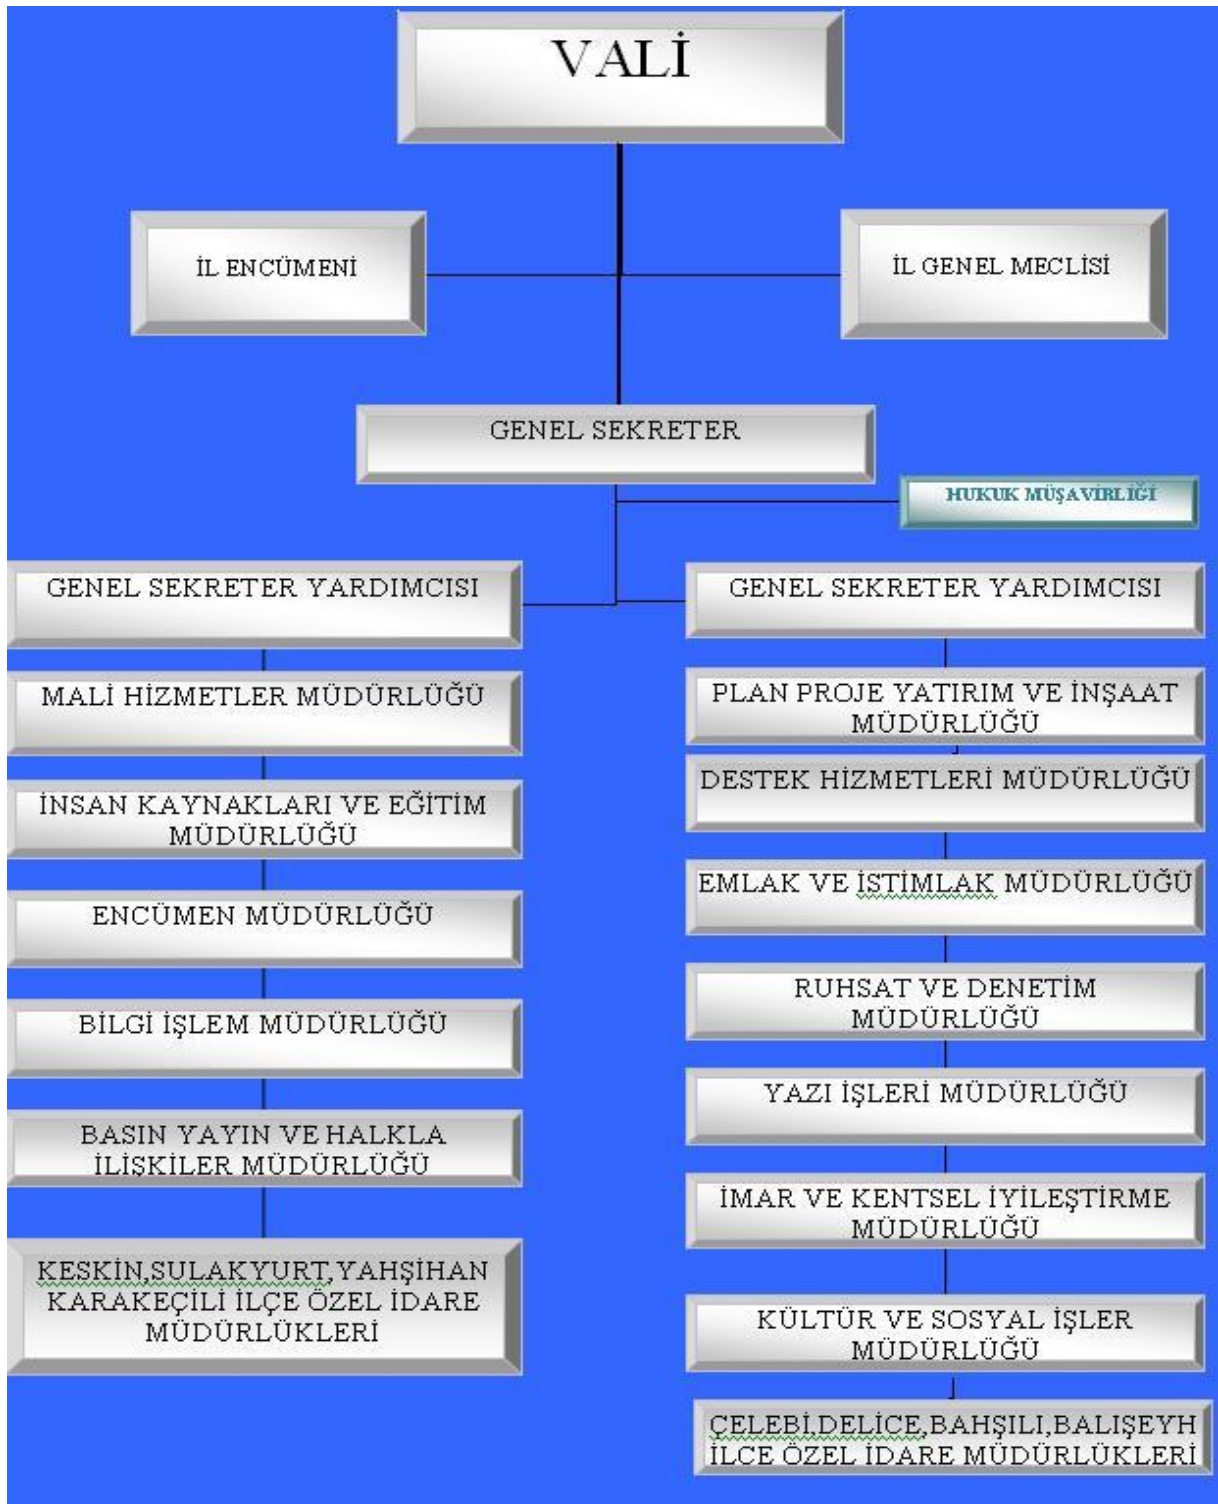 VALİ
İL ENCÜMENİ
İL GENEL MECLİSİ
GENEL SEKRETER
HUKUK MÜŞAVİRLİĞİ
GENEL SEKRETER YARDIMCISI
MALİ HİZMETLER MÜDÜRLÜĞÜ
İNSAN KAYNAKLARI VE EĞİTİM
MÜDÜRLÜĞÜ
ENCÜMEN MÜDÜRLÜĞÜ
BİLGİ İŞLEM MÜDÜRLÜĞÜ
BASIN YAYIN VE HALKLA
İLİŞKİLER MÜDÜRLÜĞÜ
KESKİN,SULAKYURT,YAHŞİHAN
KARAKEÇİLİ İLÇE ÖZEL İDARE
MÜDÜRLÜKLERİ
GENEL SEKRETER YARDIMCISI
PLAN PROJE YATIRIM VE İNŞAAT
MÜDÜRLÜĞÜ
DESTEK HİZMETLERİ MÜDÜRLÜĞÜ
EMLAK VE İSTİMLAK MÜDÜRLÜĞÜ
RUHSAT VE DENETİM
MÜDÜRLÜĞÜ
YAZI İŞLERİ MÜDÜRLÜĞÜ
İMAR VE KENTSEL İYİLEŞTİRME
MÜDÜRLÜĞÜ
KÜLTÜR VE SOSYAL İŞLER
MÜDÜRLÜĞÜ
ÇELEBİ,DELİCE,BAHŞILI,BALIŞEYH
İLCE ÖZEL İDARE MÜDÜRLÜKLERİ